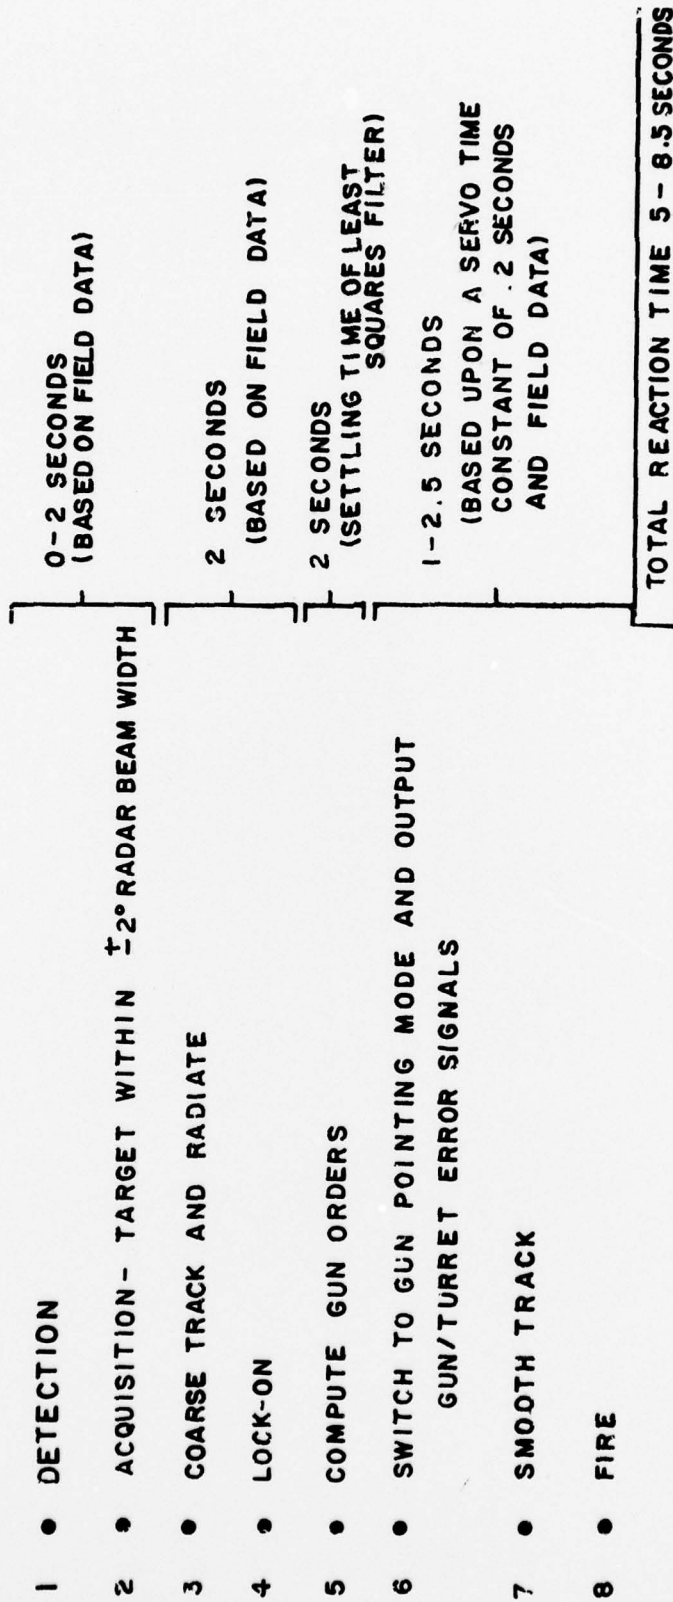 1 • DETECTION
2 • ACQUISITION- TARGET WITHIN ±2° RADAR BEAM WIDTH
0-2 SECONDS
(BASED ON FIELD DATA)
3 • COARSE TRACK AND RADIATE
4 • LOCK-ON
2 SECONDS
(BASED ON FIELD DATA)
5 • COMPUTE GUN ORDERS
2 SECONDS
(SETTLING TIME OF LEAST
SQUARES FILTER)
6 • SWITCH TO GUN POINTING MODE AND OUTPUT
GUN/TURRET ERROR SIGNALS
7 • SMOOTH TRACK
8 • FIRE
1-2.5 SECONDS
(BASED UPON A SERVO TIME
CONSTANT OF .2 SECONDS
AND FIELD DATA)
TOTAL REACTION TIME 5- 8.5 SECONDS